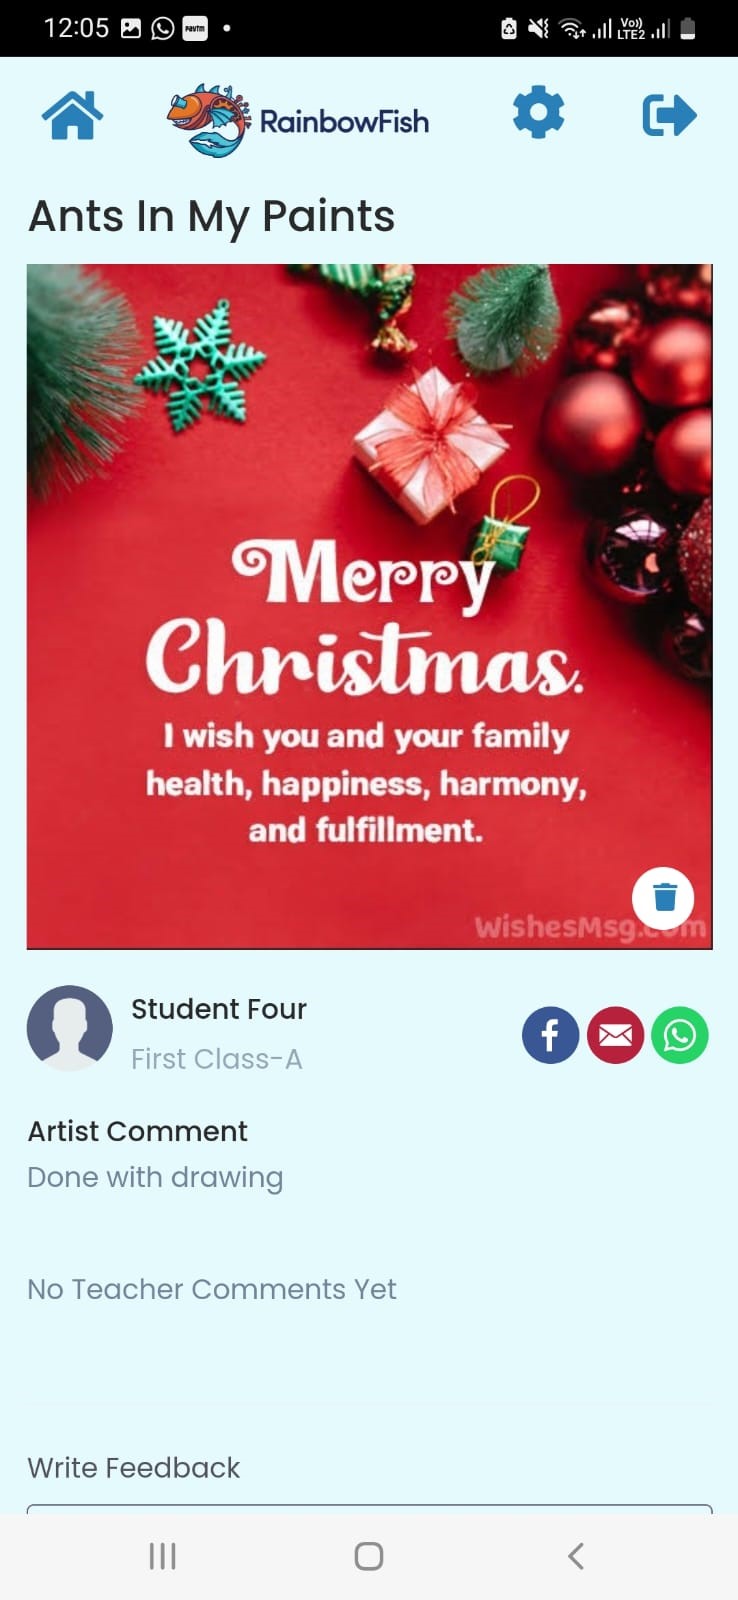 12:05
Paytm
Vo))
LTE2
RainbowFish
Ants In My Paints
Merry
Christmas.
I wish you and your family
health, happiness, harmony,
and fulfillment.
WishesMsg.com
Student Four
First Class-A
Artist Comment
Done with drawing
No Teacher Comments Yet
Write Feedback